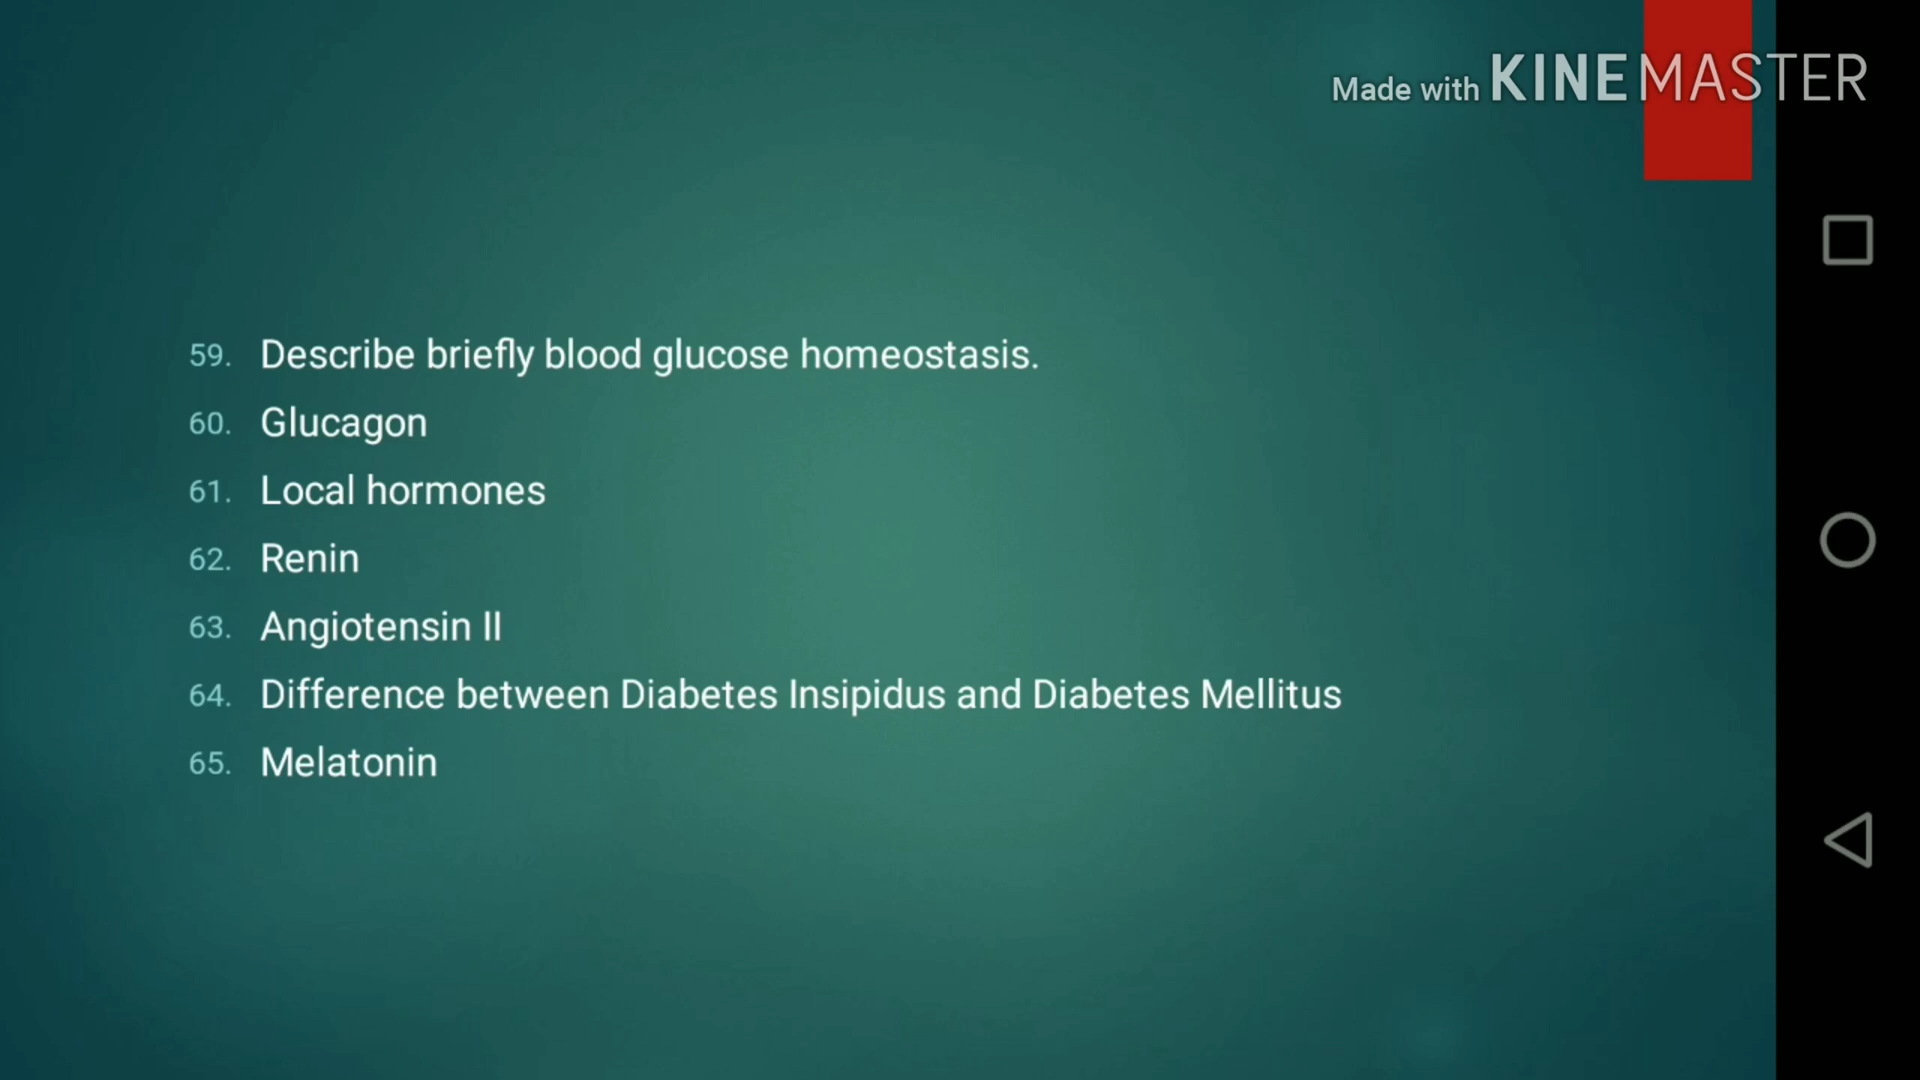 Made with KINEMASTER
59. Describe briefly blood glucose homeostasis.
60. Glucagon
61. Local hormones
62. Renin
63. Angiotensin II
64. Difference between Diabetes Insipidus and Diabetes Mellitus
65. Melatonin